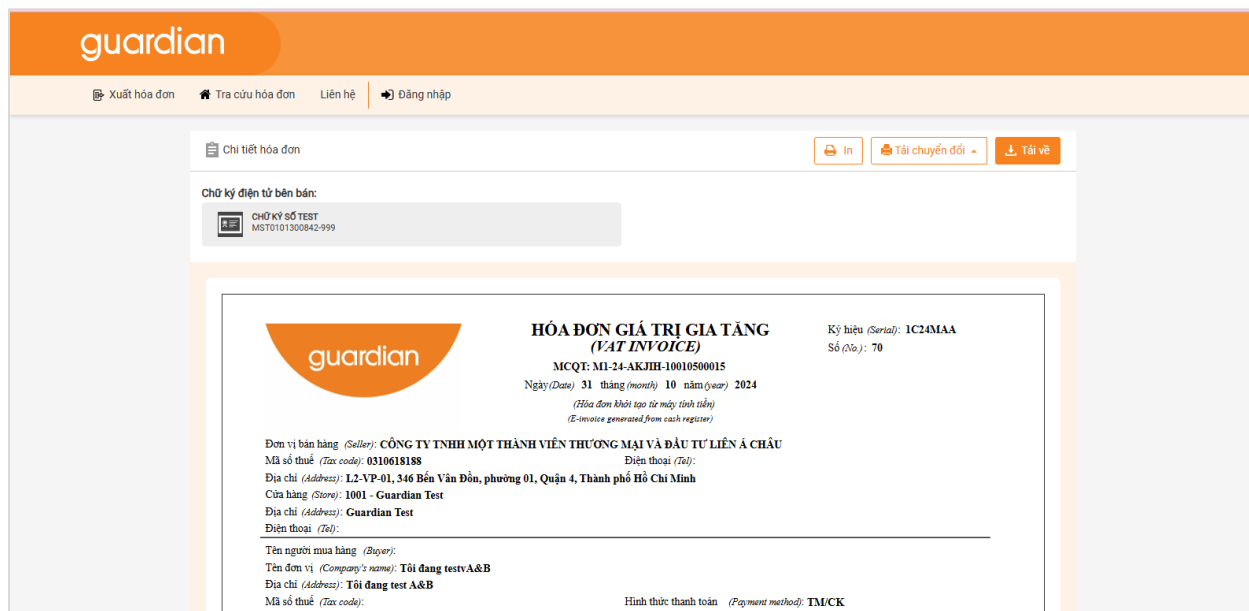 guardian
Xuất hóa đơn Tra cứu hóa đơn Liên hệ Đăng nhập
Chi tiết hóa đơn In Tải chuyển đổi Tải về
Chữ ký điện tử bên bán:
CHỮ KÝ SỐ TEST
MST0101300842-999
guardian
HÓA ĐƠN GIÁ TRỊ GIA TĂNG
(VAT INVOICE)
MCQT: M1-24-AKJIH-10010500015
Ngày(Date) 31 tháng(month) 10 năm(year) 2024
(Hóa đơn khởi tạo từ máy tính tiền)
(E-invoice generated from cash register)
Ký hiệu (Serial): 1C24MAA
Số (No.): 70
Đơn vị bán hàng (Seller): CÔNG TY TNHH MỘT THÀNH VIÊN THƯƠNG MẠI VÀ ĐẦU TƯ LIÊN Á CHÂU
Mã số thuế (Tax code): 0310618188 Điện thoại (Tel):
Địa chỉ (Address): L2-VP-01, 346 Bến Vân Đồn, phường 01, Quận 4, Thành phố Hồ Chí Minh
Cửa hàng (Store): 1001 - Guardian Test
Địa chỉ (Address): Guardian Test
Điện thoại (Tel):
Tên người mua hàng (Buyer):
Tên đơn vị (Company's name): Tôi đang testvA&B
Địa chỉ (Address): Tôi đang test A&B
Mã số thuế (Tax code): Hình thức thanh toán (Payment method): TM/CK